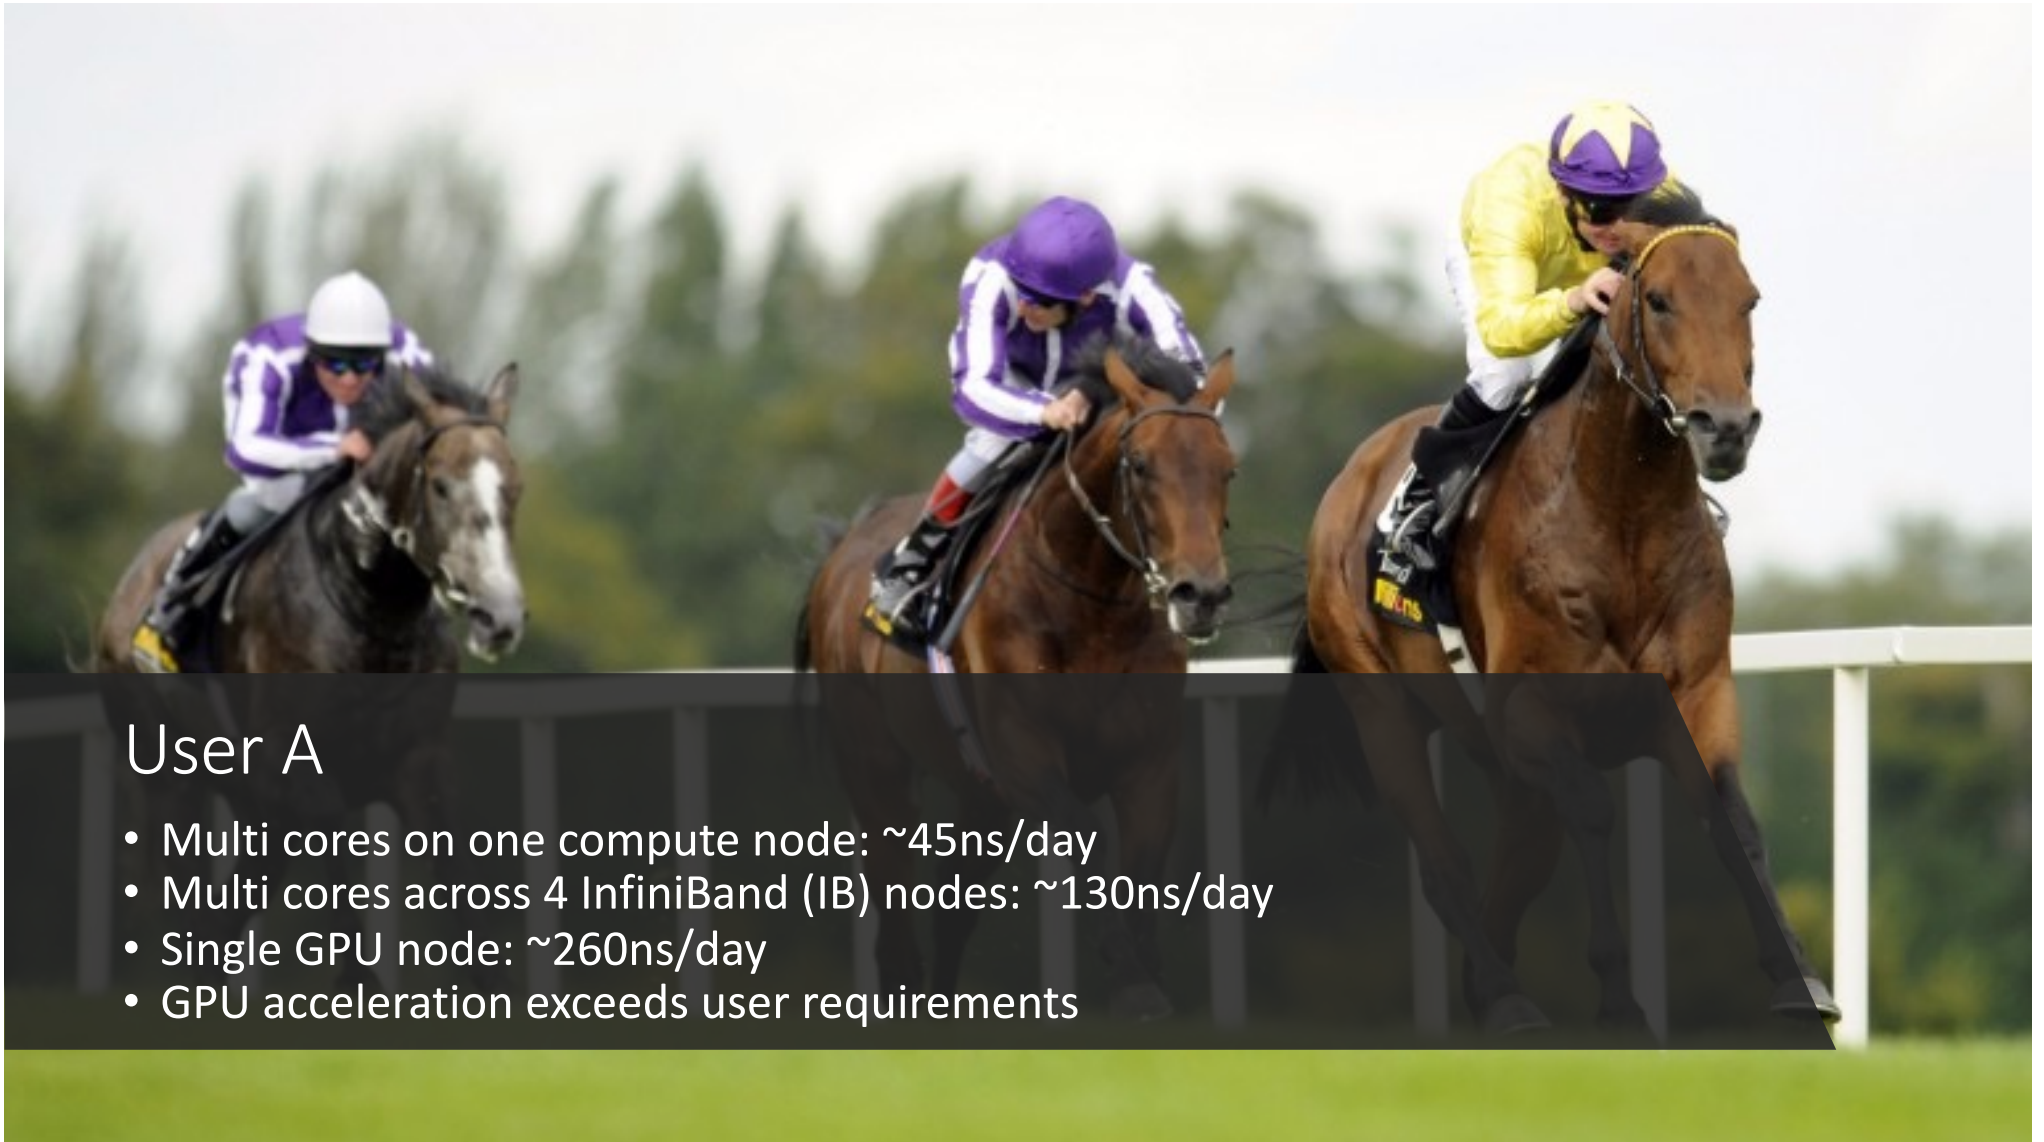 User A
• Multi cores on one compute node: ~45ns/day
• Multi cores across 4 InfiniBand (IB) nodes: ~130ns/day
• Single GPU node: ~260ns/day
• GPU acceleration exceeds user requirements